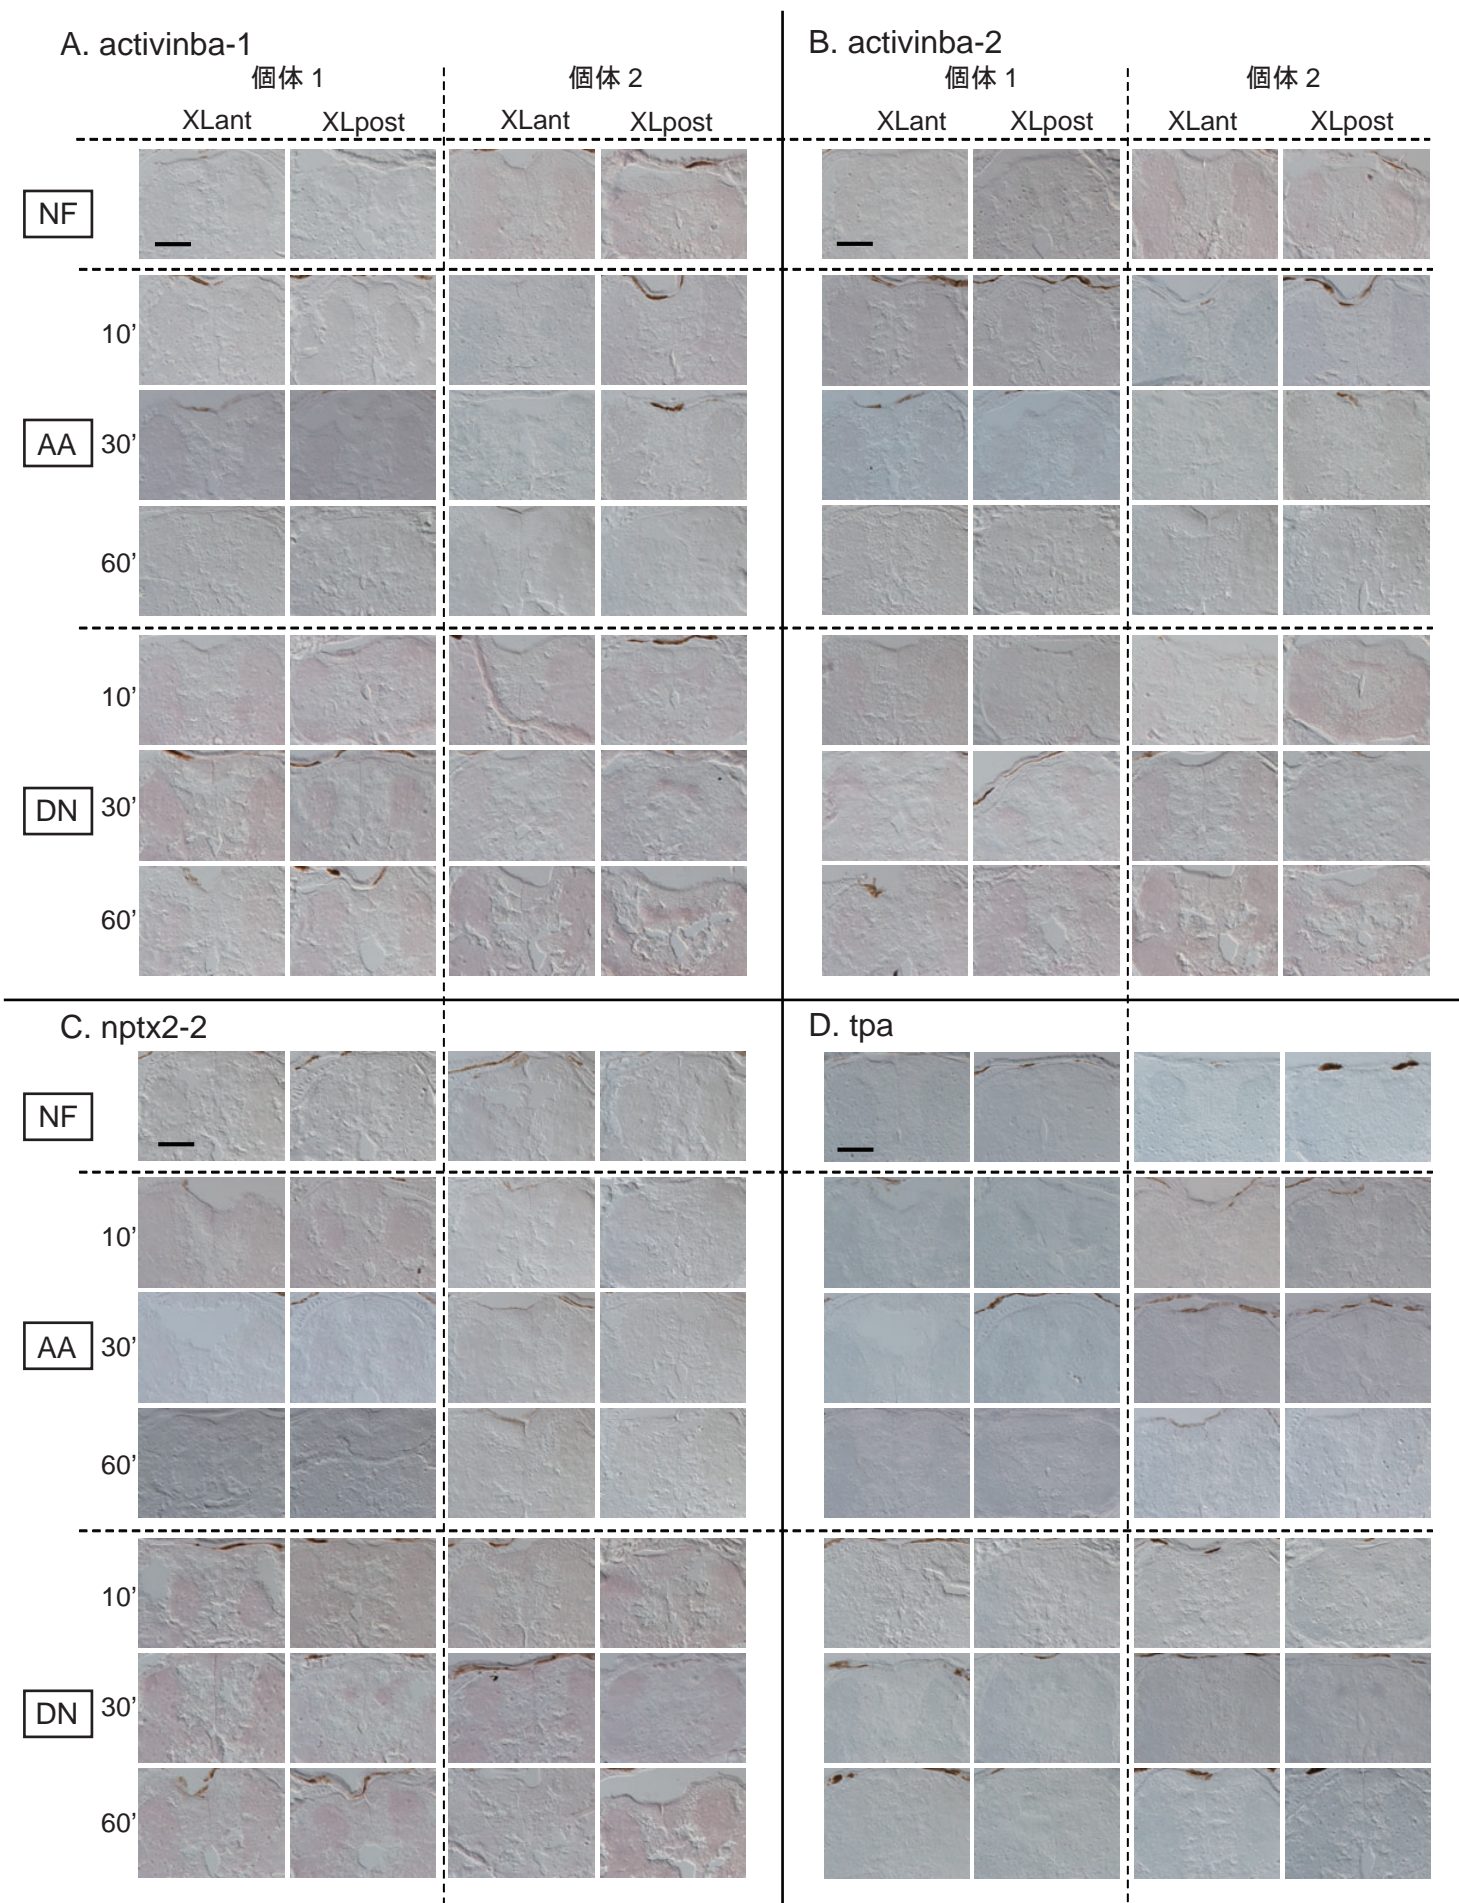 A. activinba-1
個体 1
個体 2
XLant
XLpost
XLant
XLpost
NF
10’
AA
30’
60’
10’
DN
30’
60’
B. activinba-2
個体 1
個体 2
XLant
XLpost
XLant
XLpost
C. nptx2-2
NF
10’
AA
30’
60’
10’
DN
30’
60’
D. tpa